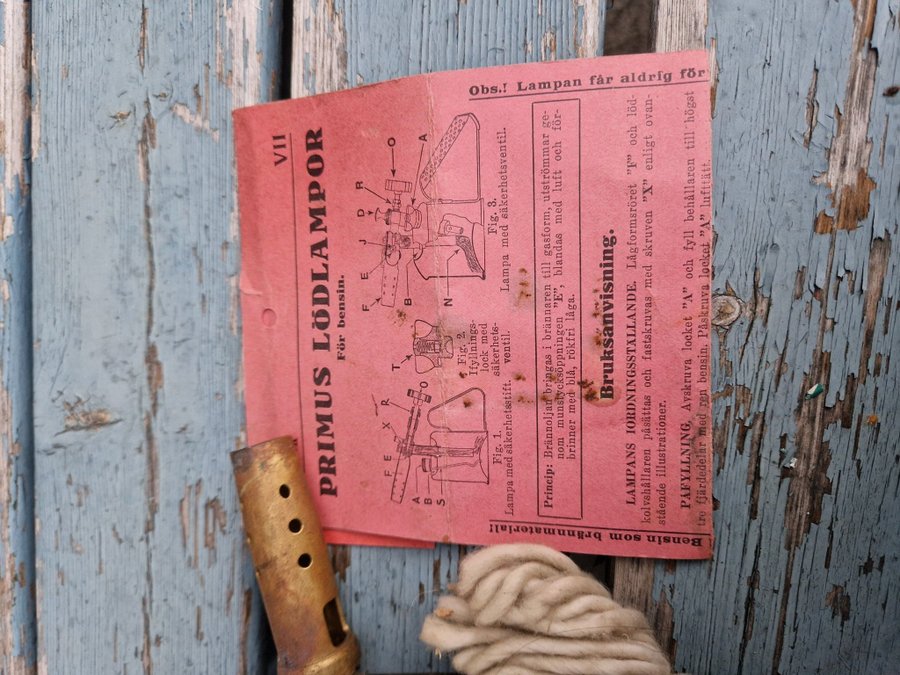 VII
PRIMUS LÖDLAMPOR
För bensin.
F E X R O
A
B
S
Fig. 1.
Lampa med säkerhetsstift.
T
Fig. 2.
Ifyllnings-
lock med
säkerhets-
ventil.
F E J D R O
A
B
N
Fig. 3.
Lampa med säkerhetsventil.
Bensin som brännmaterial!
Obs.! Lampan får aldrig för
Princip: Brännoljan bringas i brännaren till gasform, utströmmar ge-
nom munstycksöppningen "E", blandas med luft och för-
brinner med blå, rökfri låga.
Bruksanvisning.
LAMPANS IORDNINGSSTÄLLANDE. Lågformsröret "F" och löd-
kolvshållaren påsättas och fastskruvas med skruven "X" enligt ovan-
stående illustrationer.
PÅFYLLNING. Avskruva locket "A" och fyll behållaren till högst
tre fjärdedelar med ren bensin. Påskruva locket "A" lufttätt.